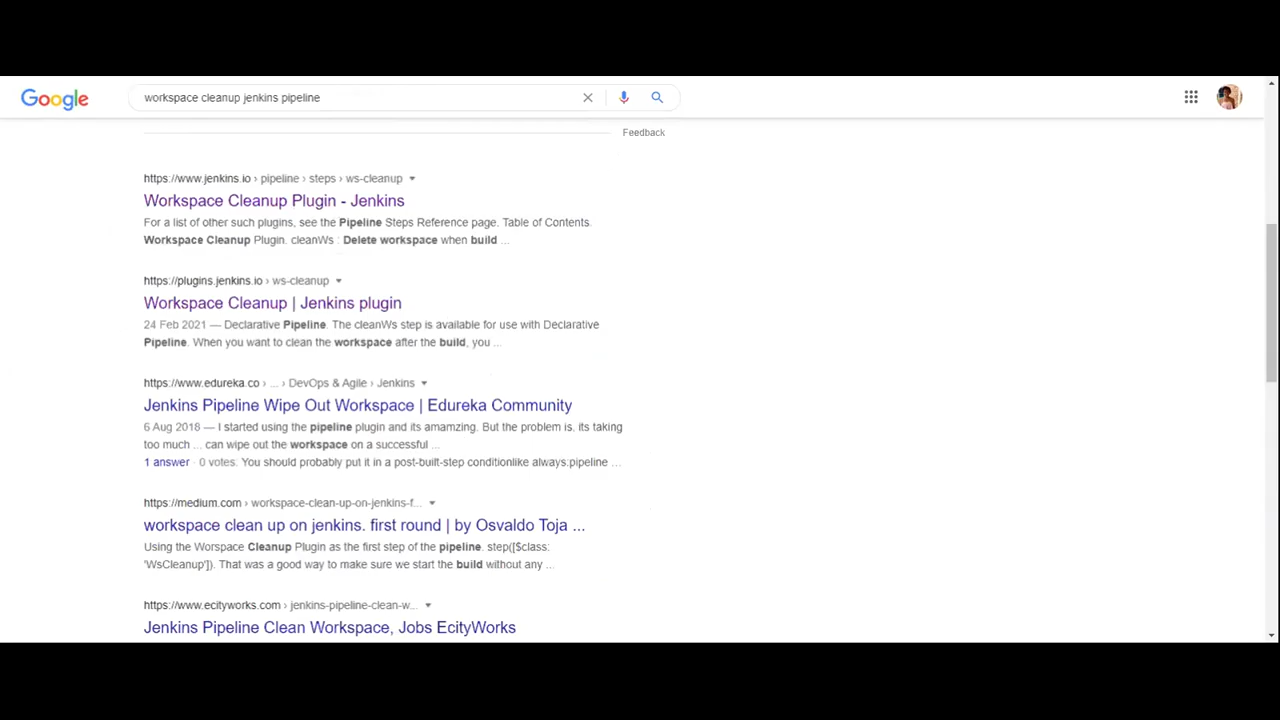 Google
workspace cleanup jenkins pipeline
Feedback
https://www.jenkins.io › pipeline › steps › ws-cleanup
Workspace Cleanup Plugin - Jenkins
For a list of other such plugins, see the Pipeline Steps Reference page. Table of Contents.
Workspace Cleanup Plugin. cleanWs : Delete workspace when build ...
https://plugins.jenkins.io › ws-cleanup
Workspace Cleanup | Jenkins plugin
24 Feb 2021 — Declarative Pipeline. The cleanWs step is available for use with Declarative
Pipeline. When you want to clean the workspace after the build, you ...
https://www.edureka.co › ... › DevOps & Agile › Jenkins
Jenkins Pipeline Wipe Out Workspace | Edureka Community
6 Aug 2018 — I started using the pipeline plugin and its amamzing. But the problem is, its taking
too much ... can wipe out the workspace on a successful ...
1 answer · 0 votes: You should probably put it in a post-built-step conditionlike always:pipeline ...
https://medium.com › workspace-clean-up-on-jenkins-f...
workspace clean up on jenkins. first round | by Osvaldo Toja ...
Using the Worspace Cleanup Plugin as the first step of the pipeline. step([$class:
'WsCleanup']). That was a good way to make sure we start the build without any ...
https://www.ecityworks.com › jenkins-pipeline-clean-w...
Jenkins Pipeline Clean Workspace, Jobs EcityWorks